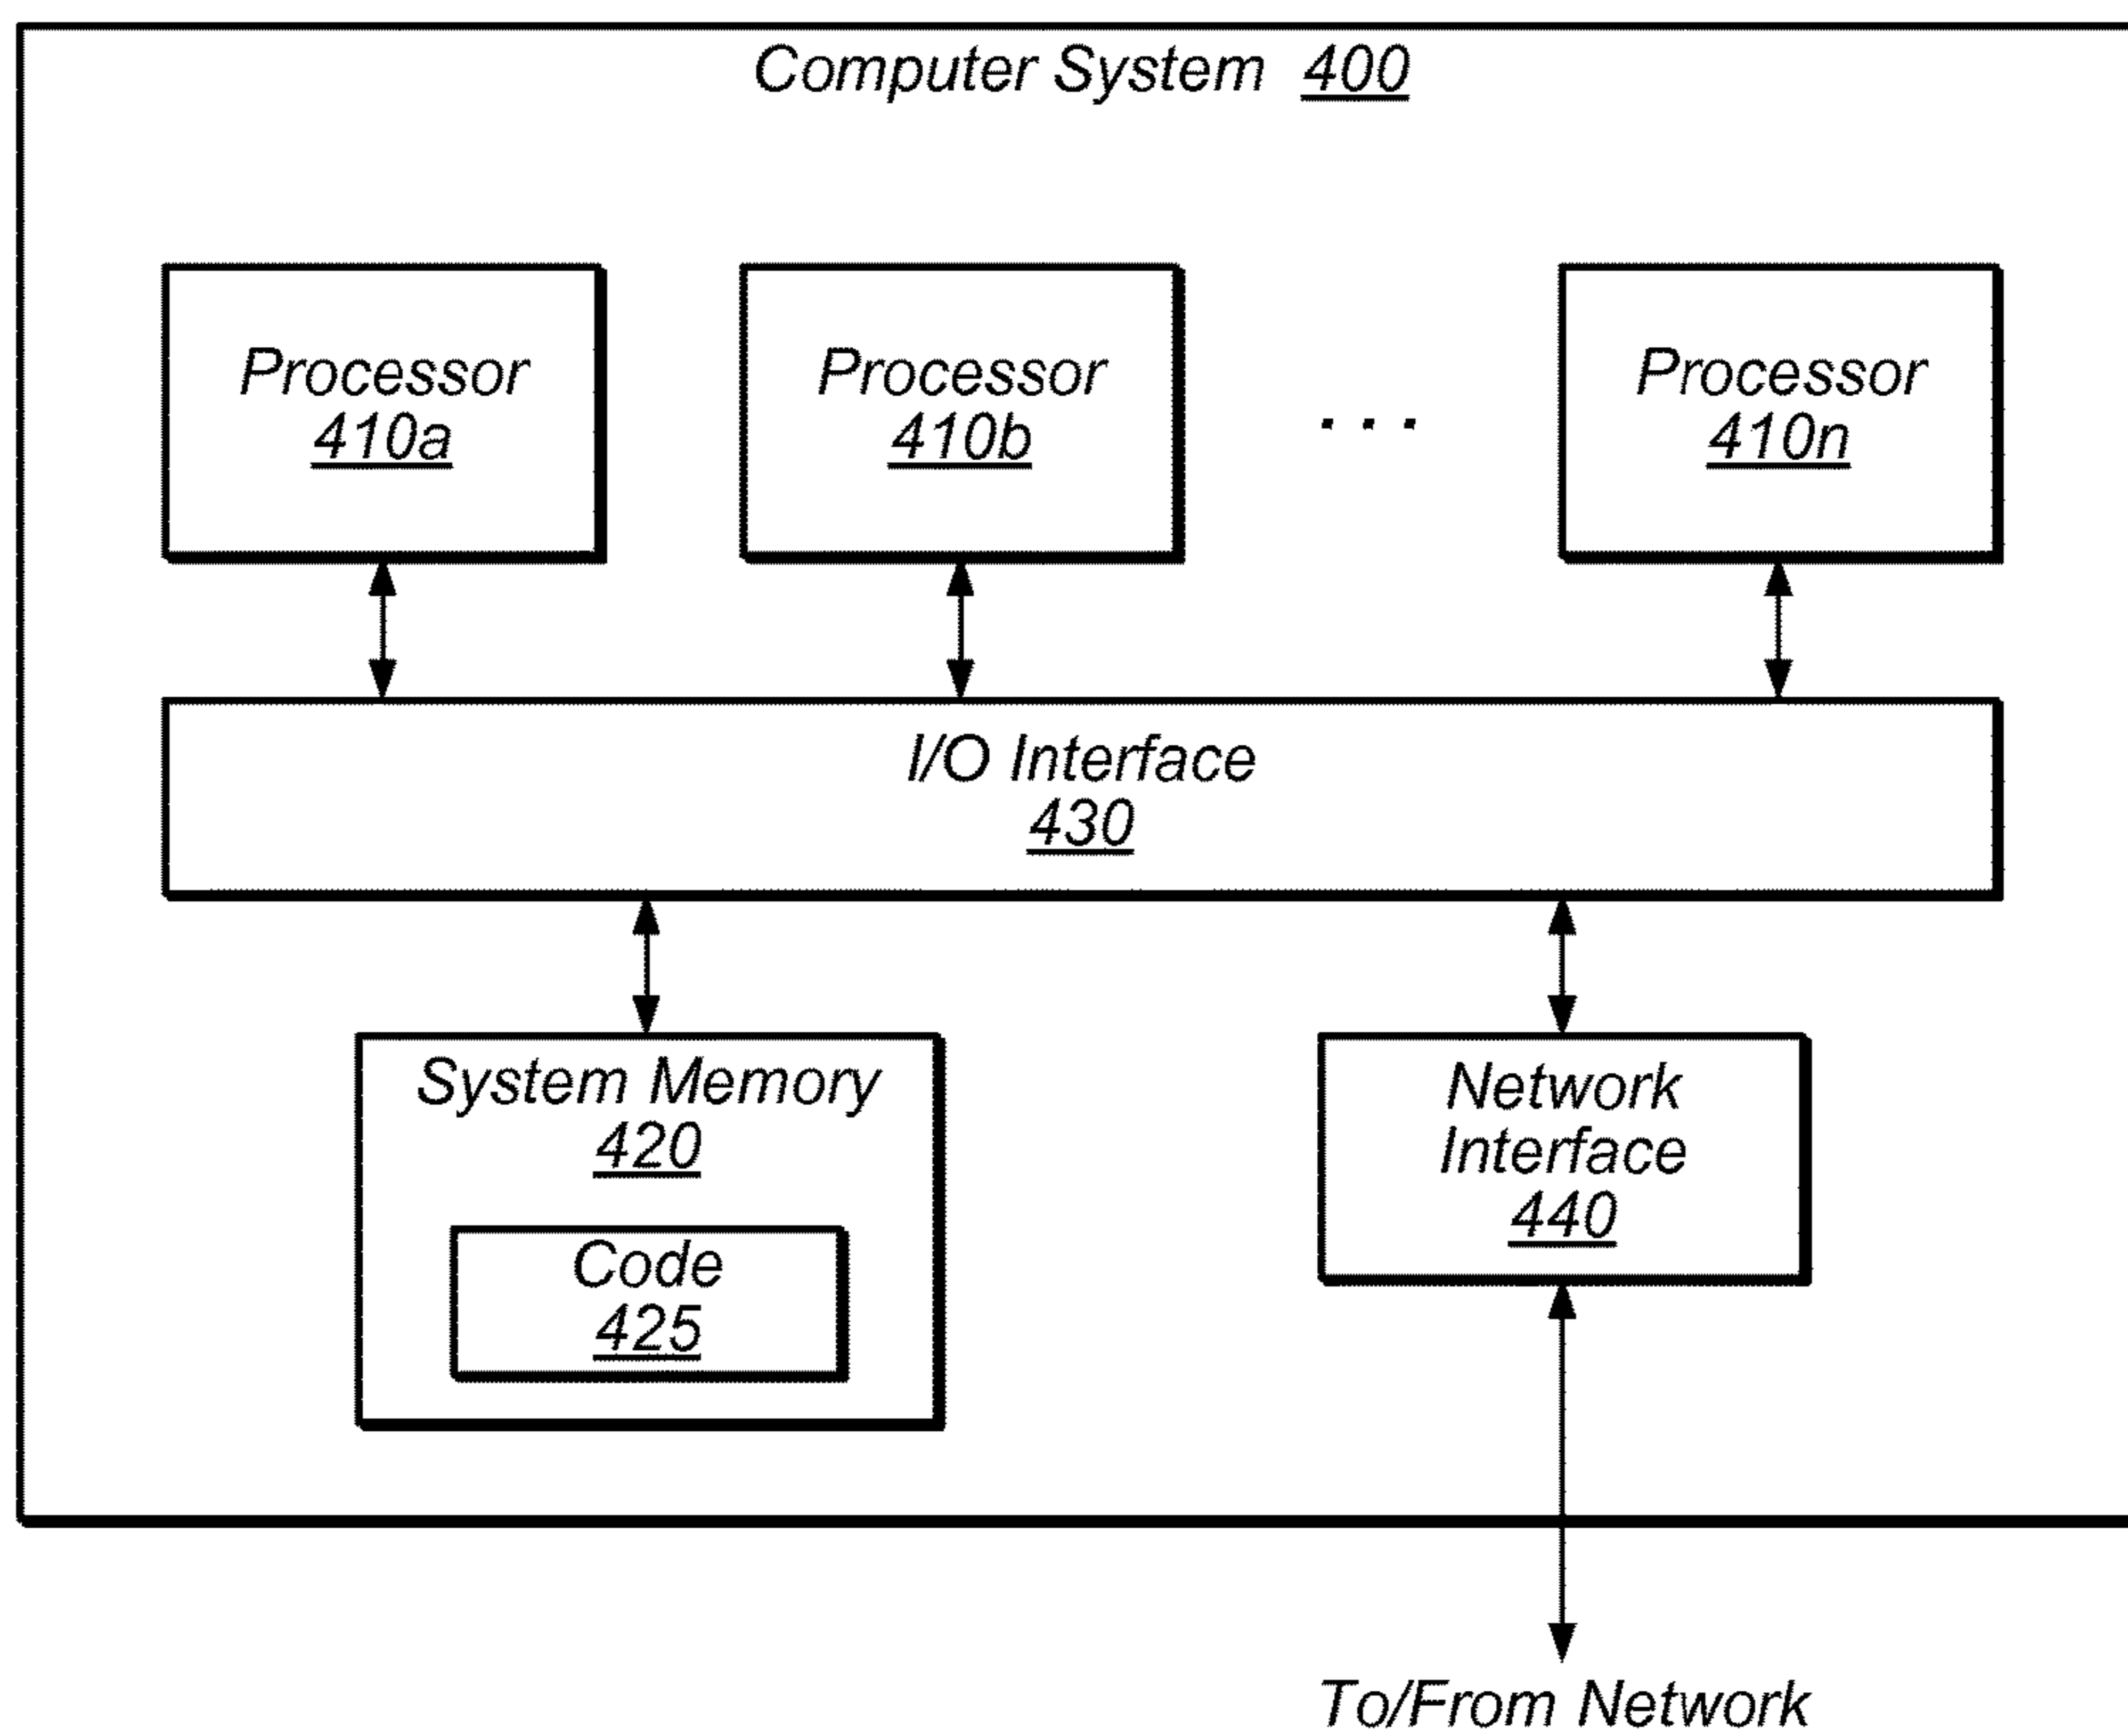 Computer System 400
Processor
410a
Processor
410b
. . .
Processor
410n
I/O Interface
430
System Memory
420
Code
425
Network
Interface
440
To/From Network